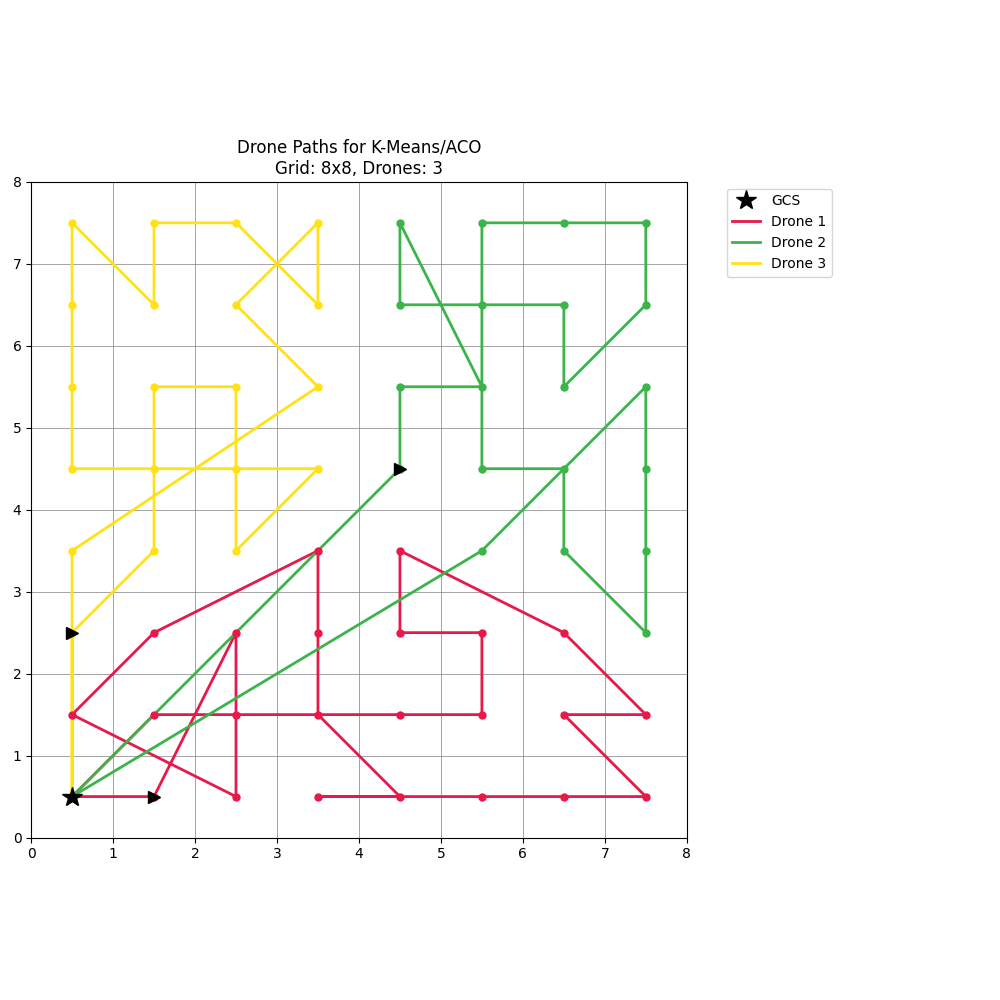 Drone Paths for K-Means/ACO
Grid: 8x8, Drones: 3
GCS
Drone 1
Drone 2
Drone 3
8
7
6
5
4
3
2
1
0
0 1 2 3 4 5 6 7 8